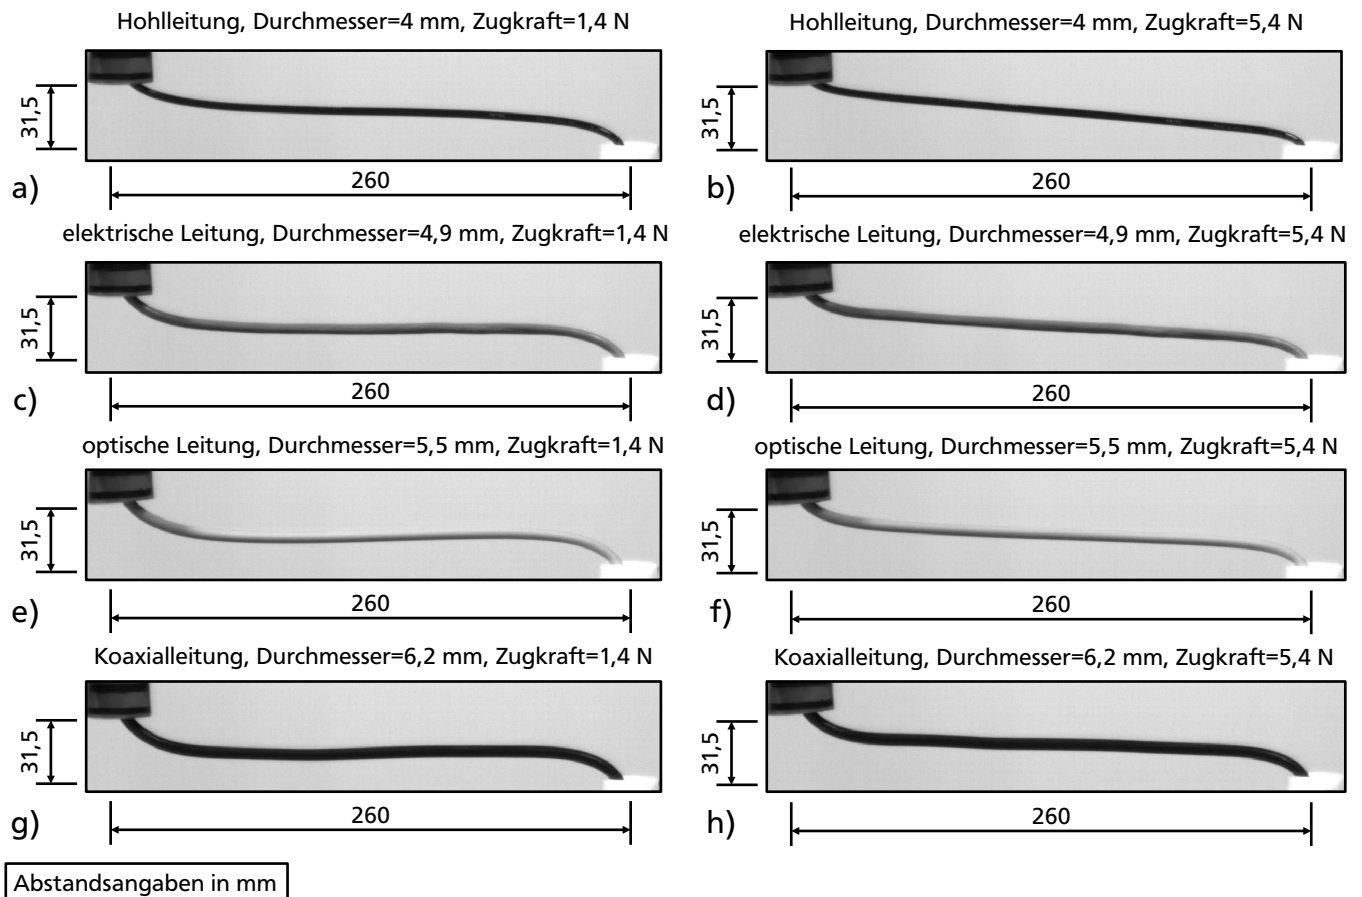 Hohlleitung, Durchmesser=4 mm, Zugkraft=1,4 N
31,5
260
a)
Hohlleitung, Durchmesser=4 mm, Zugkraft=5,4 N
31,5
260
b)
elektrische Leitung, Durchmesser=4,9 mm, Zugkraft=1,4 N
31,5
260
c)
elektrische Leitung, Durchmesser=4,9 mm, Zugkraft=5,4 N
31,5
260
d)
optische Leitung, Durchmesser=5,5 mm, Zugkraft=1,4 N
31,5
260
e)
optische Leitung, Durchmesser=5,5 mm, Zugkraft=5,4 N
31,5
260
f)
Koaxialleitung, Durchmesser=6,2 mm, Zugkraft=1,4 N
31,5
260
g)
Koaxialleitung, Durchmesser=6,2 mm, Zugkraft=5,4 N
31,5
260
h)
Abstandsangaben in mm